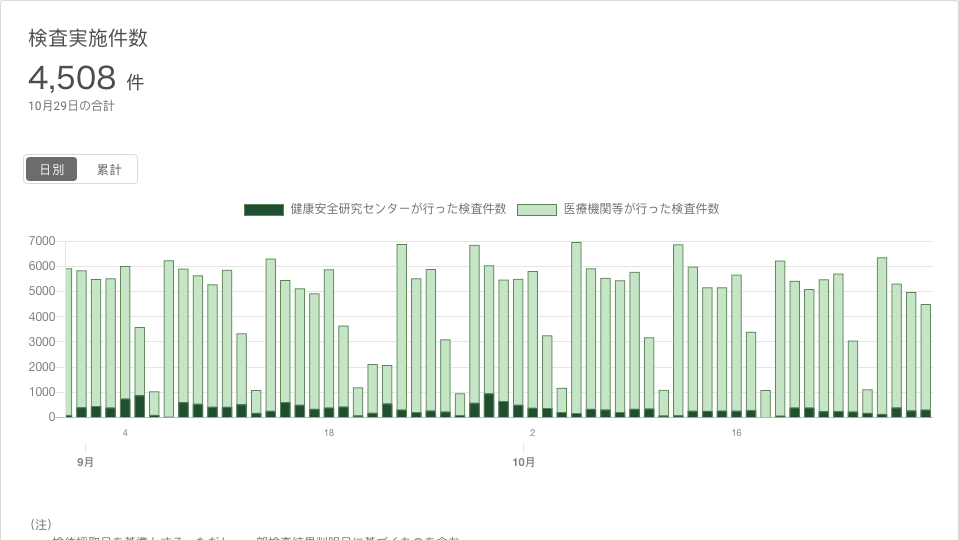 検査実施件数
4,508 件
10月29日の合計
日別 累計
健康安全研究センターが行った検査件数 医療機関等が行った検査件数
7000
6000
5000
4000
3000
2000
1000
0
4 18 2 16
9月 10月
（注）